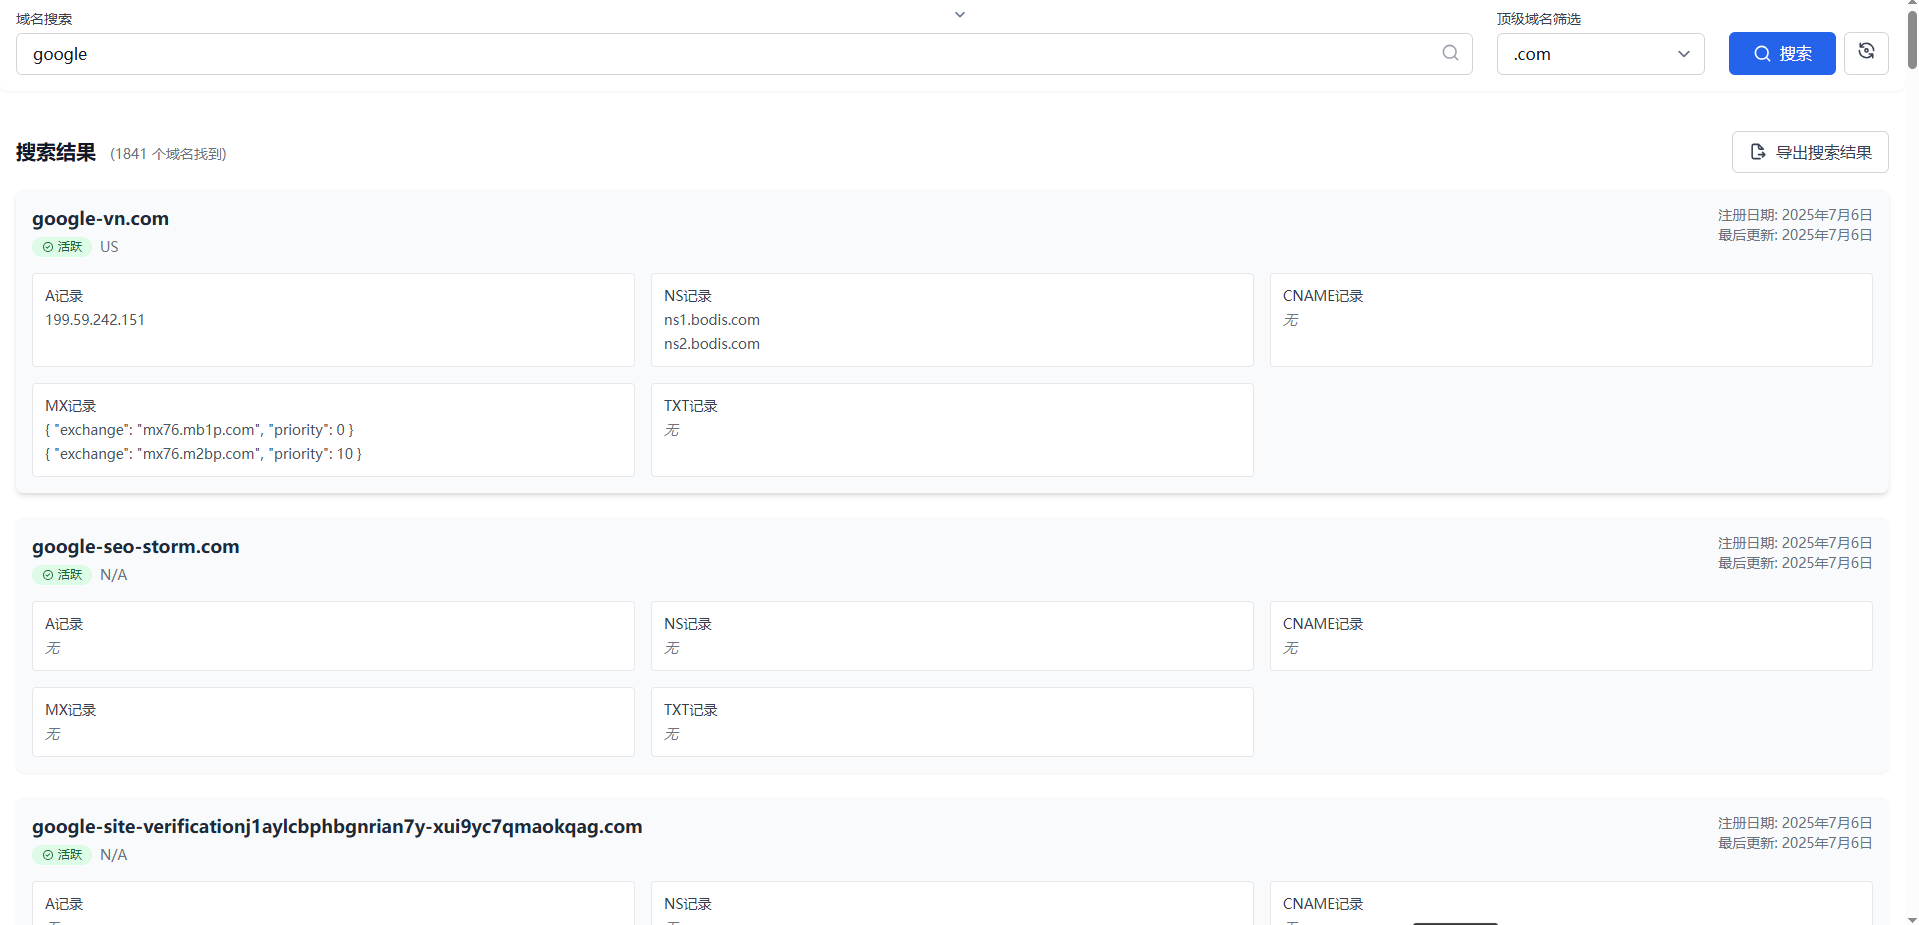 域名搜索
顶级域名筛选
google
.com
搜索
搜索结果 (1841 个域名找到)
导出搜索结果
google-vn.com
注册日期: 2025年7月6日
活跃 US
最后更新: 2025年7月6日
A记录
199.59.242.151
NS记录
ns1.bodis.com
ns2.bodis.com
CNAME记录
无
MX记录
{ "exchange": "mx76.mb1p.com", "priority": 0 }
{ "exchange": "mx76.m2bp.com", "priority": 10 }
TXT记录
无
google-seo-storm.com
注册日期: 2025年7月6日
活跃 N/A
最后更新: 2025年7月6日
A记录
无
NS记录
无
CNAME记录
无
MX记录
无
TXT记录
无
google-site-verificationj1aylcbphbgnrian7y-xui9yc7qmaokqag.com
注册日期: 2025年7月6日
活跃 N/A
最后更新: 2025年7月6日
A记录
NS记录
CNAME记录